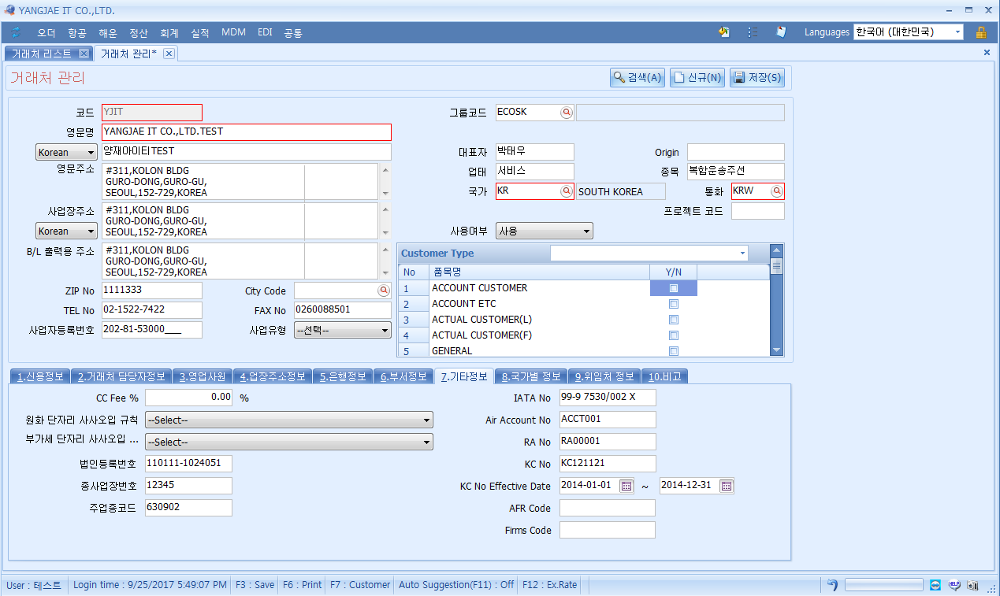 YANGJAE IT CO.,LTD.
오더 항공 해운 정산 회계 실적 MDM EDI 공통 Languages 한국어 (대한민국)
거래처 리스트 거래처 관리*
거래처 관리 검색(A) 신규(N) 저장(S)
코드 YJIT 그룹코드 ECOSK
영문명 YANGJAE IT CO.,LTD.TEST
Korean 양재아이티TEST 대표자 박태우 Origin
영문주소 #311,KOLON BLDG 업태 서비스 종목 복합운송주선
GURO-DONG,GURO-GU,
SEOUL,152-729,KOREA 국가 KR SOUTH KOREA 통화 KRW
사업장주소 #311,KOLON BLDG 프로젝트 코드
GURO-DONG,GURO-GU,
Korean SEOUL,152-729,KOREA 사용여부 사용
B/L 출력용 주소 #311,KOLON BLDG Customer Type
GURO-DONG,GURO-GU,
SEOUL,152-729,KOREA No 품목명 Y/N
ZIP No 1111333 City Code 1 ACCOUNT CUSTOMER
2 ACCOUNT ETC
TEL No 02-1522-7422 FAX No 0260088501
3 ACTUAL CUSTOMER(L)
사업자등록번호 202-81-53000___ 사업유형 --선택-- 4 ACTUAL CUSTOMER(F)
5 GENERAL
1.신용정보 2.거래처 담당자정보 3.영업사원 4.업장주소정보 5.은행정보 6.부서정보 7.기타정보 8.국가별 정보 9.위임처 정보 10.비고
CC Fee % 0.00 % IATA No 99-9 7530/002 X
원화 단자리 사사오입 규칙 --Select-- Air Account No ACCT001
부가세 단자리 사사오입 ... --Select-- RA No RA00001
법인등록번호 110111-1024051 KC No KC121121
종사업장번호 12345 KC No Effective Date 2014-01-01 ~ 2014-12-31
주업종코드 630902 AFR Code
Firms Code
User : 테스트 Login time : 9/25/2017 5:49:07 PM F3 : Save F6 : Print F7 : Customer Auto Suggestion(F11) : Off F12 : Ex.Rate HELP